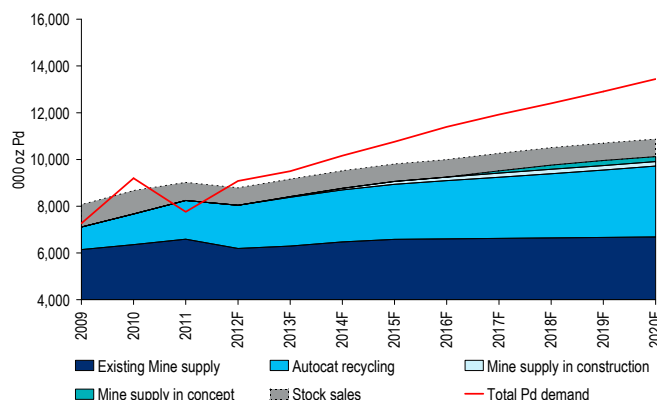 16,000
14,000
12,000
10,000
8,000
6,000
4,000
000 oz Pd
2009
2010
2011
2012F
2013F
2014F
2015F
2016F
2017F
2018F
2019F
2020F
Existing Mine supply
Autocat recycling
Mine supply in construction
Mine supply in concept
Stock sales
Total Pd demand